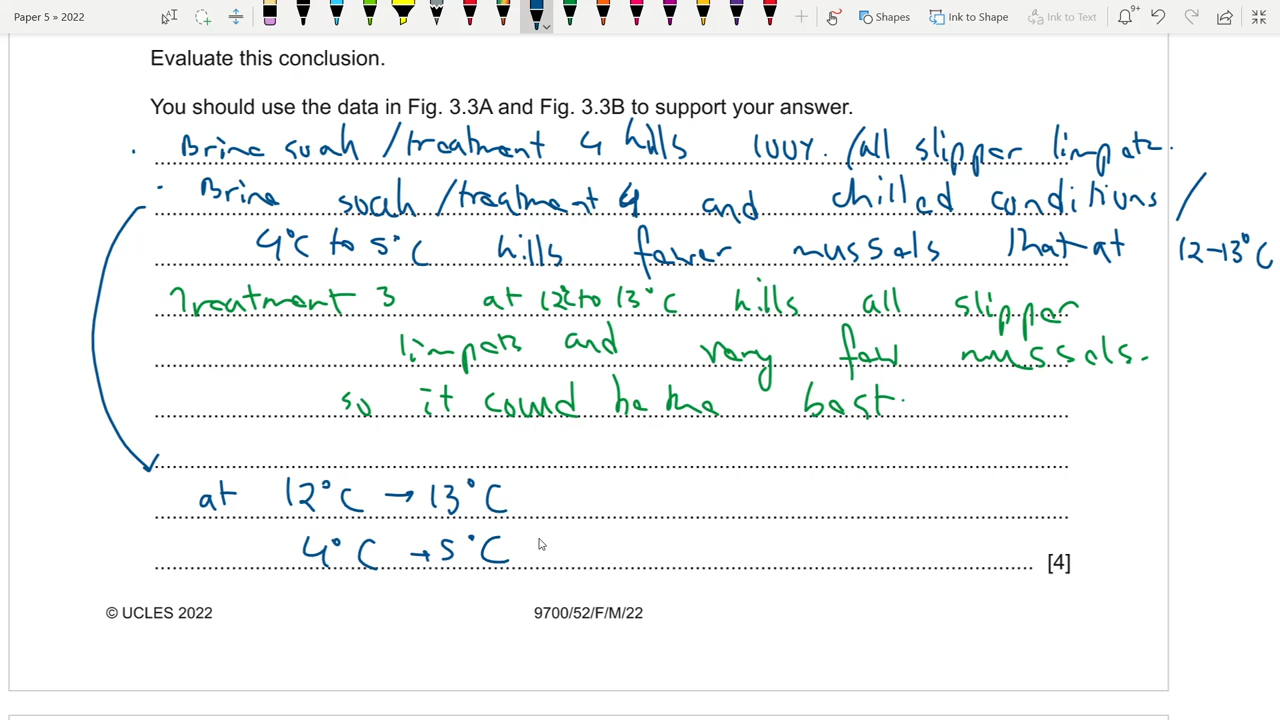 Paper 5 » 2022
Shapes
Ink to Shape
Ink to Text
9+
Evaluate this conclusion.
You should use the data in Fig. 3.3A and Fig. 3.3B to support your answer.
. Brine soak /treatment 4 kills 100%. /all slipper limpets.
. Brine soak /treatment 4 and chilled conditions /
4°C to 5°C kills fewer mussels that at 12-13°C
Treatment 3 at 12° to 13°C kills all slipper
limpets and very few mussels.
so it could be the best.
at 12°C → 13°C
4°C → 5°C
[4]
© UCLES 2022
9700/52/F/M/22